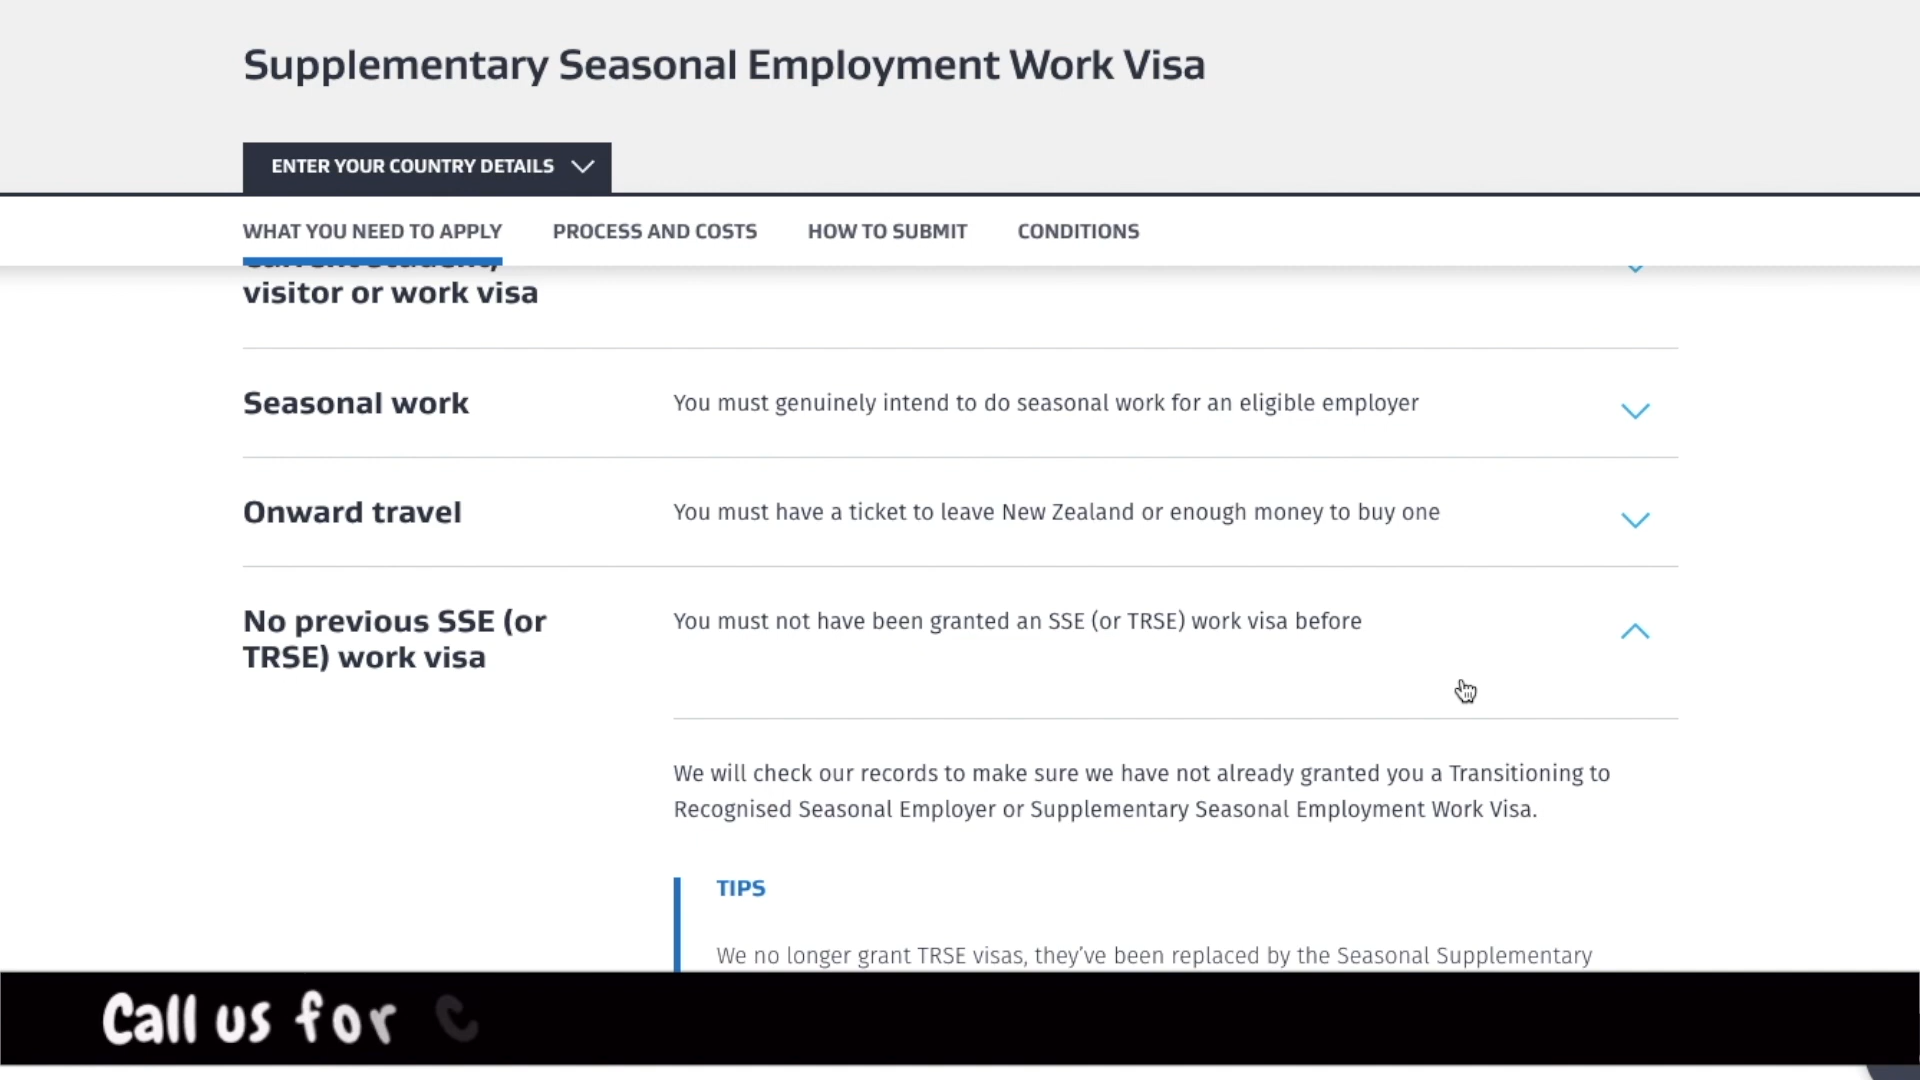 Supplementary Seasonal Employment Work Visa
ENTER YOUR COUNTRY DETAILS
WHAT YOU NEED TO APPLY PROCESS AND COSTS HOW TO SUBMIT CONDITIONS
visitor or work visa
Seasonal work You must genuinely intend to do seasonal work for an eligible employer
Onward travel You must have a ticket to leave New Zealand or enough money to buy one
No previous SSE (or You must not have been granted an SSE (or TRSE) work visa before
TRSE) work visa
We will check our records to make sure we have not already granted you a Transitioning to
Recognised Seasonal Employer or Supplementary Seasonal Employment Work Visa.
TIPS
We no longer grant TRSE visas, they've been replaced by the Seasonal Supplementary
Call us for